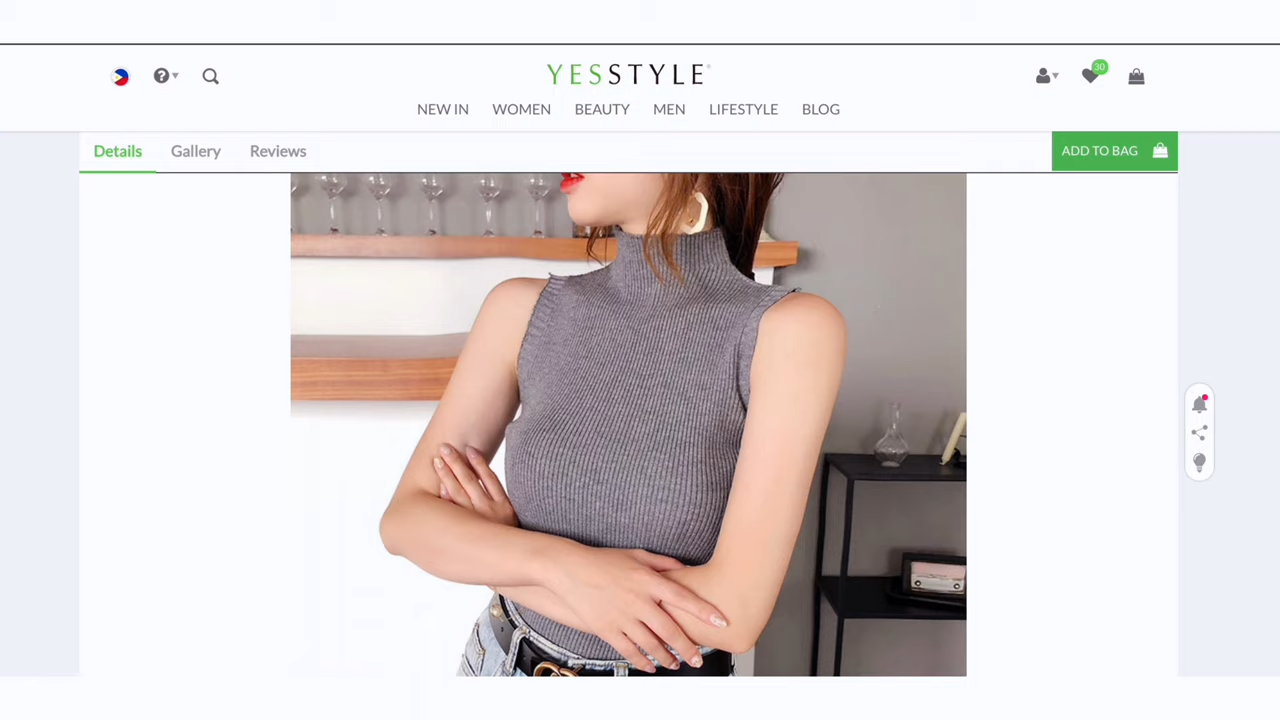 YESSTYLE
30
NEW IN WOMEN BEAUTY MEN LIFESTYLE BLOG
Details Gallery Reviews ADD TO BAG